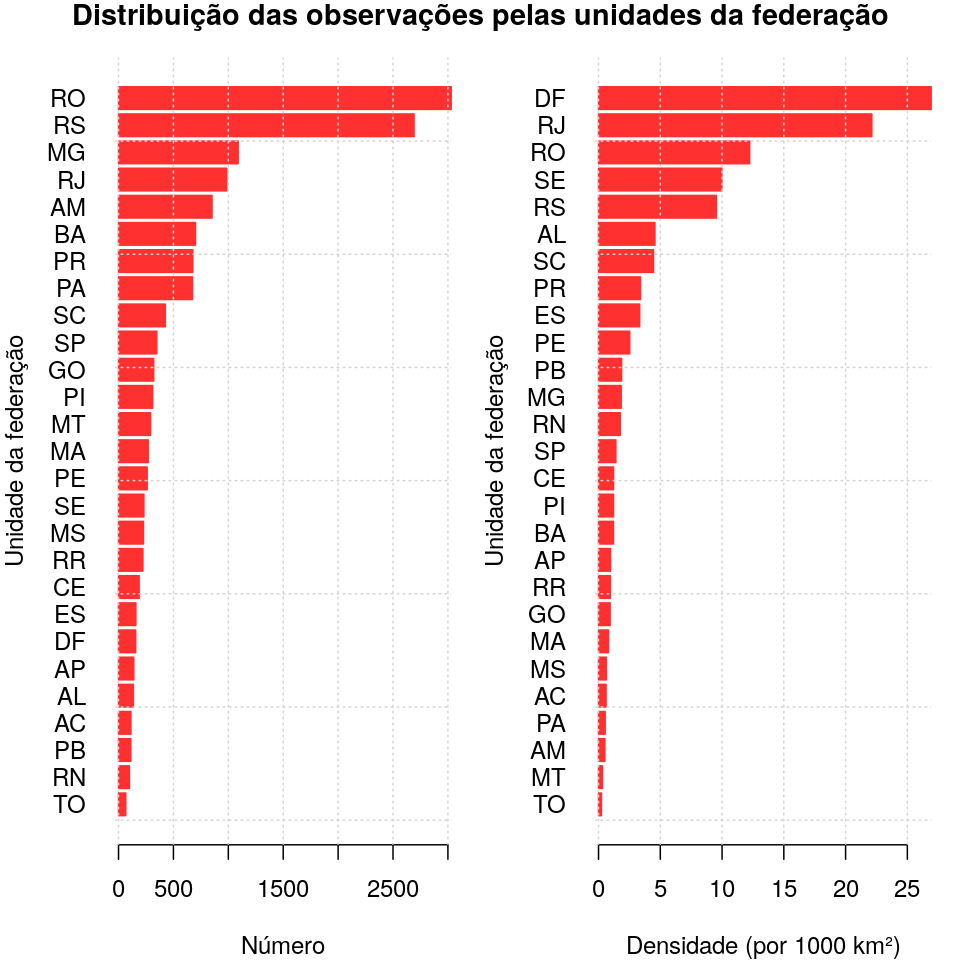 Distribuição das observações pelas unidades da federação
Unidade da federação
RO
RS
MG
RJ
AM
BA
PR
PA
SC
SP
GO
PI
MT
MA
PE
SE
MS
RR
CE
ES
DF
AP
AL
AC
PB
RN
TO
0 500 1500 2500
Número
Unidade da federação
DF
RJ
RO
SE
RS
AL
SC
PR
ES
PE
PB
MG
RN
SP
CE
PI
BA
AP
RR
GO
MA
MS
AC
PA
AM
MT
TO
0 5 10 15 20 25
Densidade (por 1000 km²)